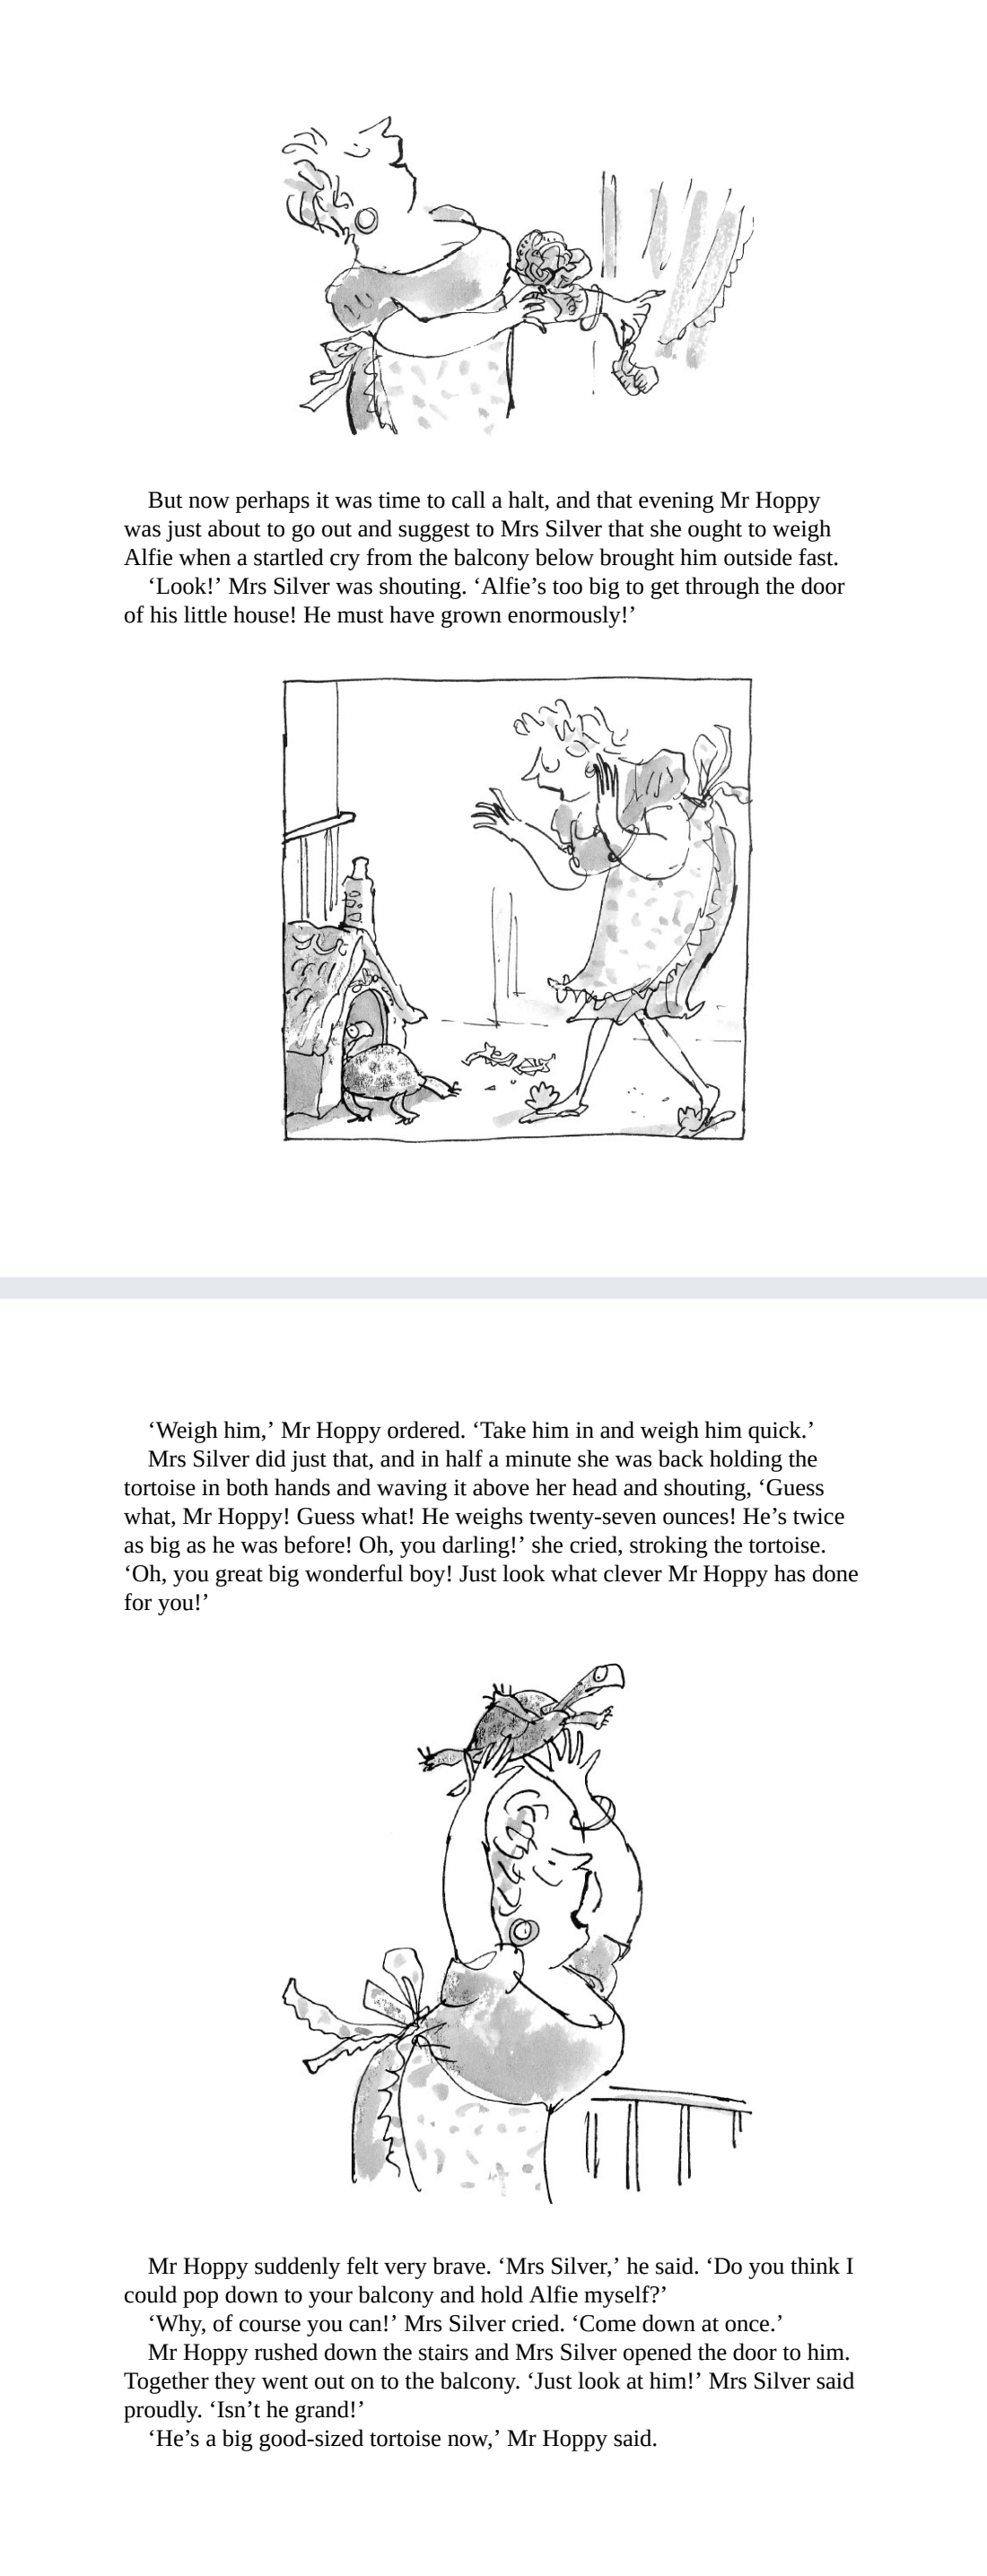 But now perhaps it was time to call a halt, and that evening Mr Hoppy
was just about to go out and suggest to Mrs Silver that she ought to weigh
Alfie when a startled cry from the balcony below brought him outside fast.
‘Look!’ Mrs Silver was shouting. ‘Alfie’s too big to get through the door
of his little house! He must have grown enormously!’
‘Weigh him,’ Mr Hoppy ordered. ‘Take him in and weigh him quick.’
Mrs Silver did just that, and in half a minute she was back holding the
tortoise in both hands and waving it above her head and shouting, ‘Guess
what, Mr Hoppy! Guess what! He weighs twenty-seven ounces! He’s twice
as big as he was before! Oh, you darling!’ she cried, stroking the tortoise.
‘Oh, you great big wonderful boy! Just look what clever Mr Hoppy has done
for you!’
Mr Hoppy suddenly felt very brave. ‘Mrs Silver,’ he said. ‘Do you think I
could pop down to your balcony and hold Alfie myself?’
‘Why, of course you can!’ Mrs Silver cried. ‘Come down at once.’
Mr Hoppy rushed down the stairs and Mrs Silver opened the door to him.
Together they went out on to the balcony. ‘Just look at him!’ Mrs Silver said
proudly. ‘Isn’t he grand!’
‘He’s a big good-sized tortoise now,’ Mr Hoppy said.